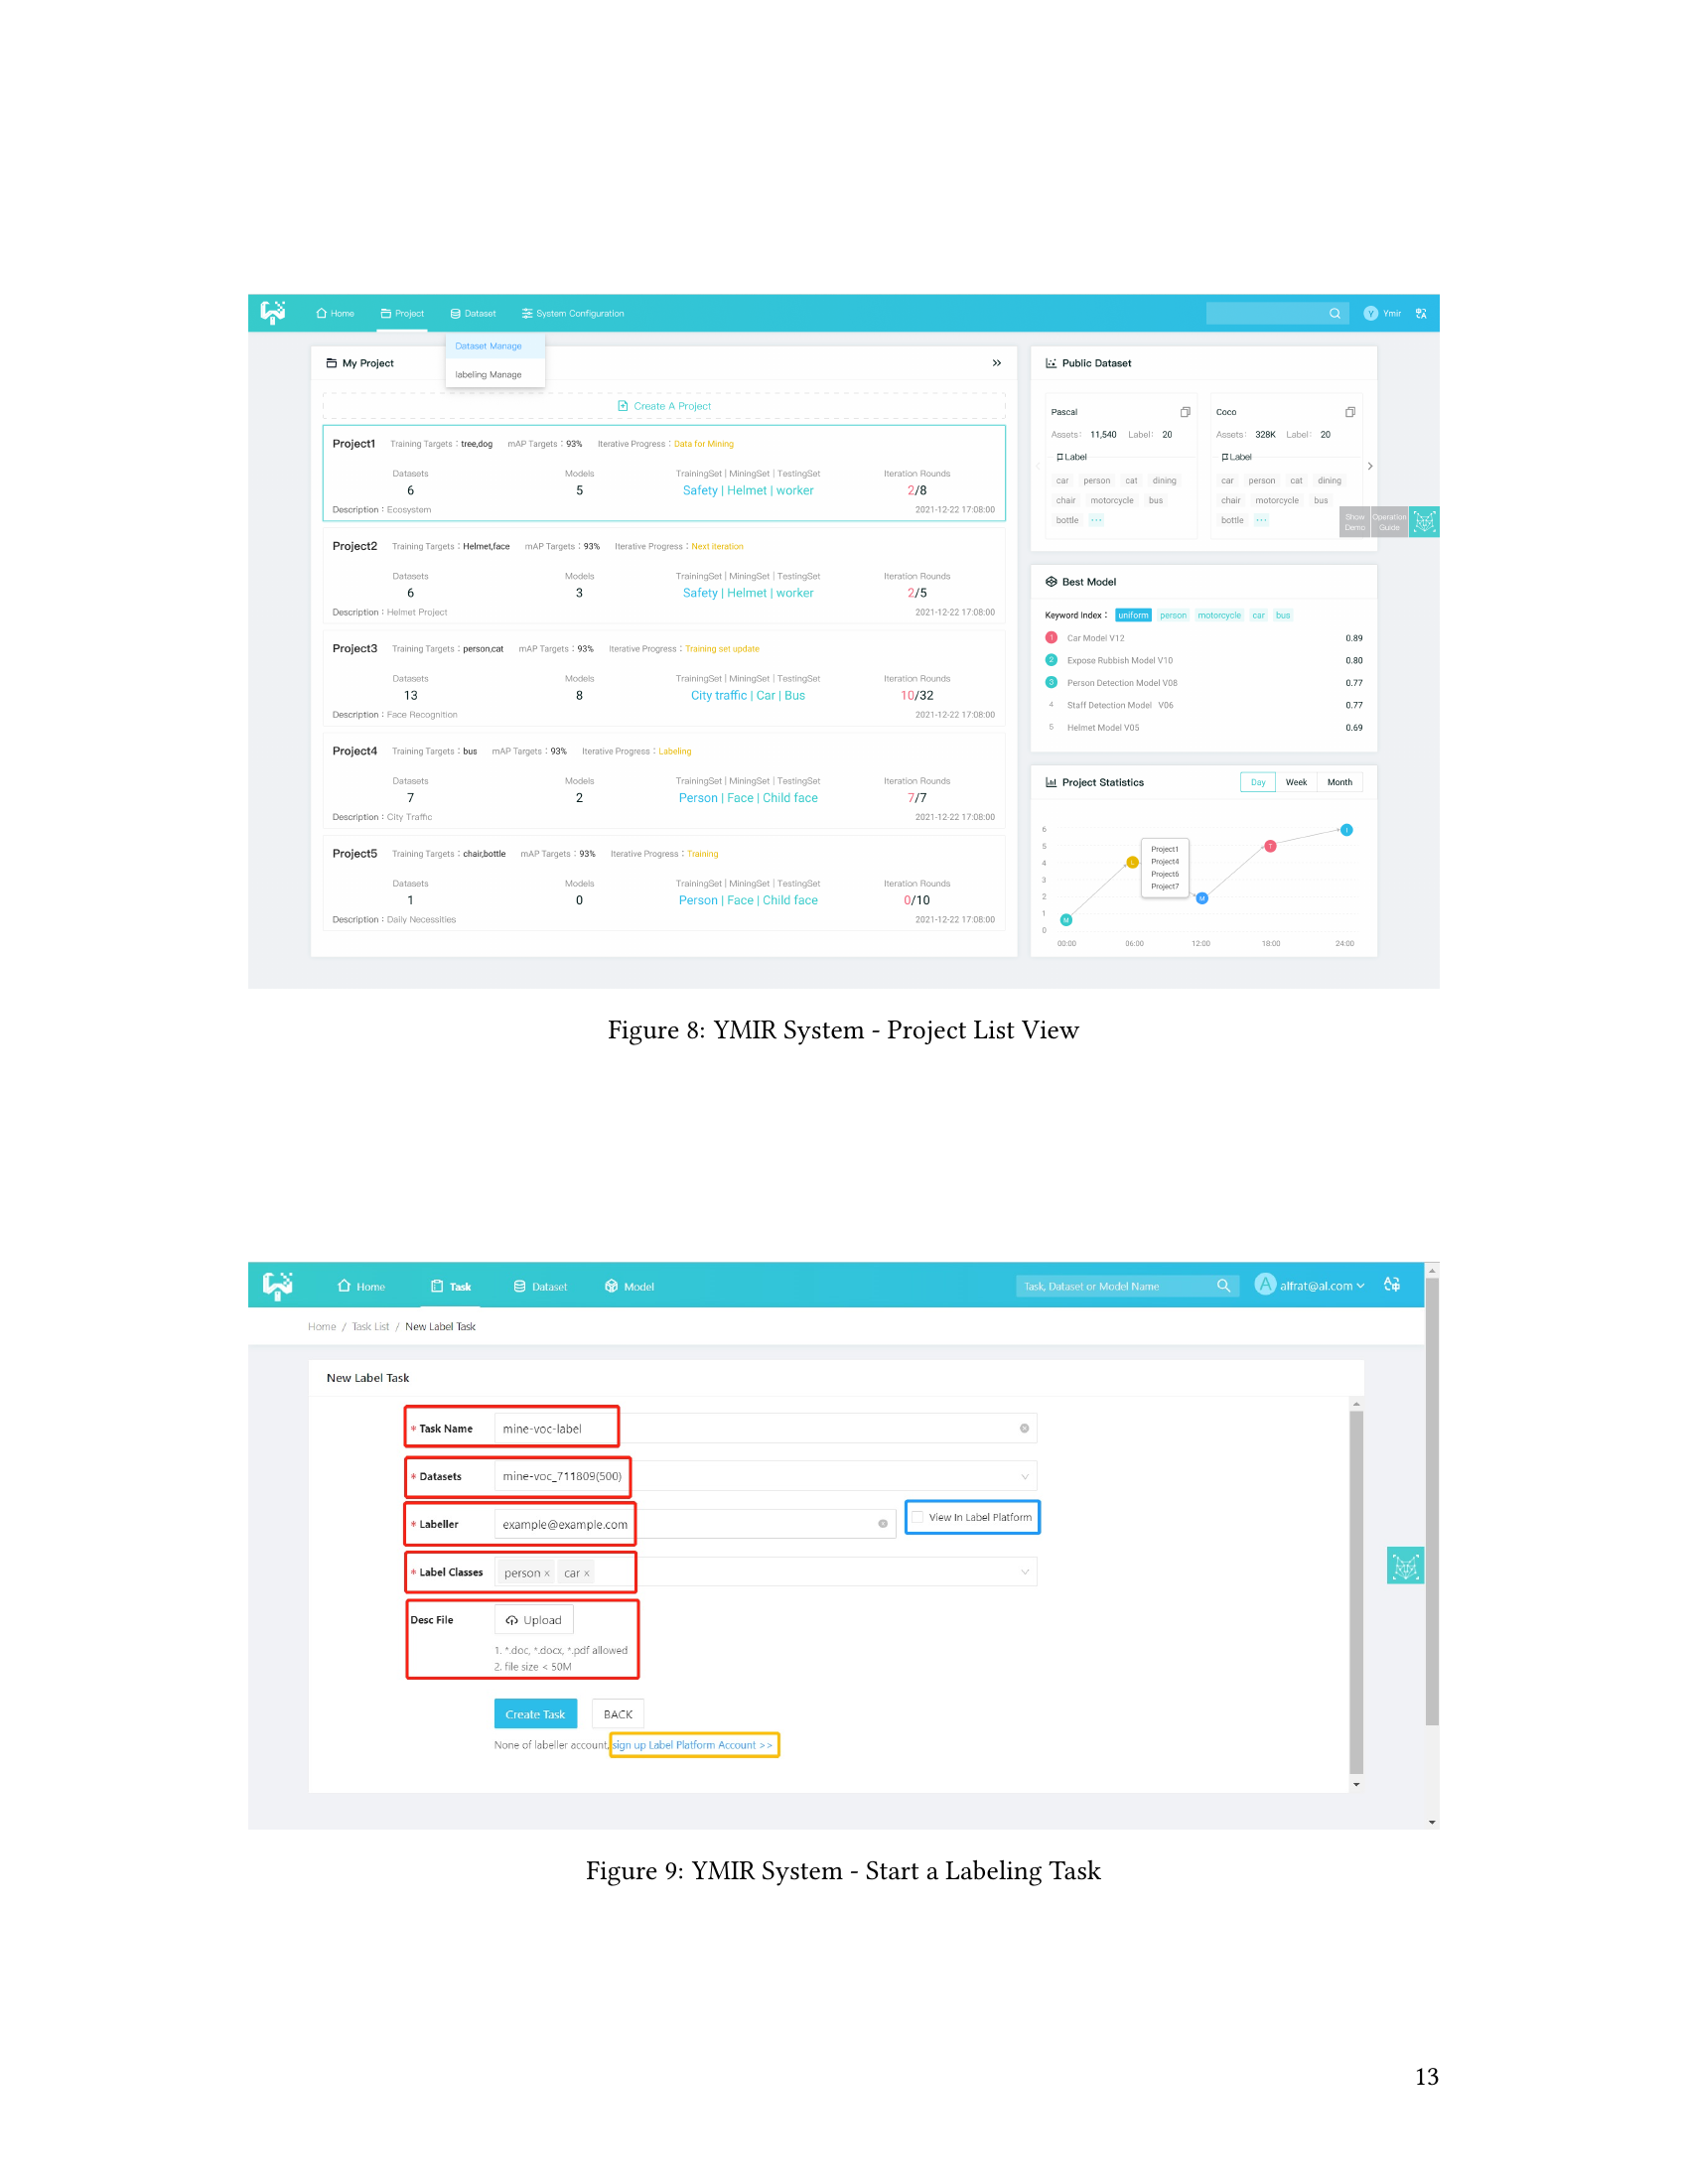 Home Project Dataset System Configuration Y Ymir
Dataset Manage
labeling Manage
My Project
Create A Project
Project1 Training Targets：tree,dog mAP Targets：93% Iterative Progress：Data for Mining
Datasets Models TrainingSet | MiningSet | TestingSet Iteration Rounds
6 5 Safety | Helmet | worker 2/8
Description：Ecosystem 2021-12-22 17:08:00
Project2 Training Targets：Helmet,face mAP Targets：93% Iterative Progress：Next iteration
Datasets Models TrainingSet | MiningSet | TestingSet Iteration Rounds
6 3 Safety | Helmet | worker 2/5
Description：Helmet Project 2021-12-22 17:08:00
Project3 Training Targets：person,cat mAP Targets：93% Iterative Progress：Training set update
Datasets Models TrainingSet | MiningSet | TestingSet Iteration Rounds
13 8 City traffic | Car | Bus 10/32
Description：Face Recognition 2021-12-22 17:08:00
Project4 Training Targets：bus mAP Targets：93% Iterative Progress：Labeling
Datasets Models TrainingSet | MiningSet | TestingSet Iteration Rounds
7 2 Person | Face | Child face 7/7
Description：City Traffic 2021-12-22 17:08:00
Project5 Training Targets：chair,bottle mAP Targets：93% Iterative Progress：Training
Datasets Models TrainingSet | MiningSet | TestingSet Iteration Rounds
1 0 Person | Face | Child face 0/10
Description：Daily Necessities 2021-12-22 17:08:00
Public Dataset
Pascal Coco
Assets: 11,540 Label: 20 Assets: 328K Label: 20
Label Label
car person cat dining car person cat dining
chair motorcycle bus chair motorcycle bus
bottle ··· bottle ···
Show Demo Operation Guide
Best Model
Keyword Index： uniform person motorcycle car bus
1 Car Model V12 0.89
2 Expose Rubbish Model V10 0.80
3 Person Detection Model V08 0.77
4 Staff Detection Model V06 0.77
5 Helmet Model V05 0.69
Project Statistics Day Week Month
6
5
4
3
2
1
0
M L M T I
Project1
Project4
Project6
Project7
00:00 06:00 12:00 18:00 24:00
Figure 8: YMIR System - Project List View
Home Task Dataset Model Task, Dataset or Model Name A alfrat@al.com
Home / Task List / New Label Task
New Label Task
* Task Name mine-voc-label
* Datasets mine-voc_711809(500)
* Labeller example@example.com View In Label Platform
* Label Classes person × car ×
Desc File Upload
1. *.doc, *.docx, *.pdf allowed
2. file size < 50M
Create Task BACK
None of labeller account, sign up Label Platform Account >>
Figure 9: YMIR System - Start a Labeling Task
13